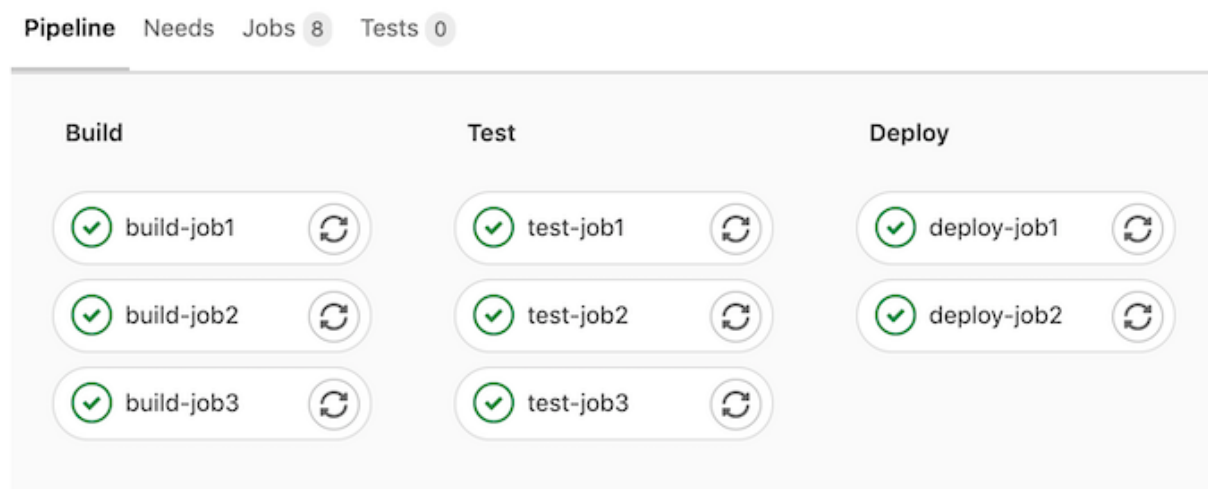 Pipeline Needs Jobs 8 Tests 0
Build
build-job1
build-job2
build-job3
Test
test-job1
test-job2
test-job3
Deploy
deploy-job1
deploy-job2